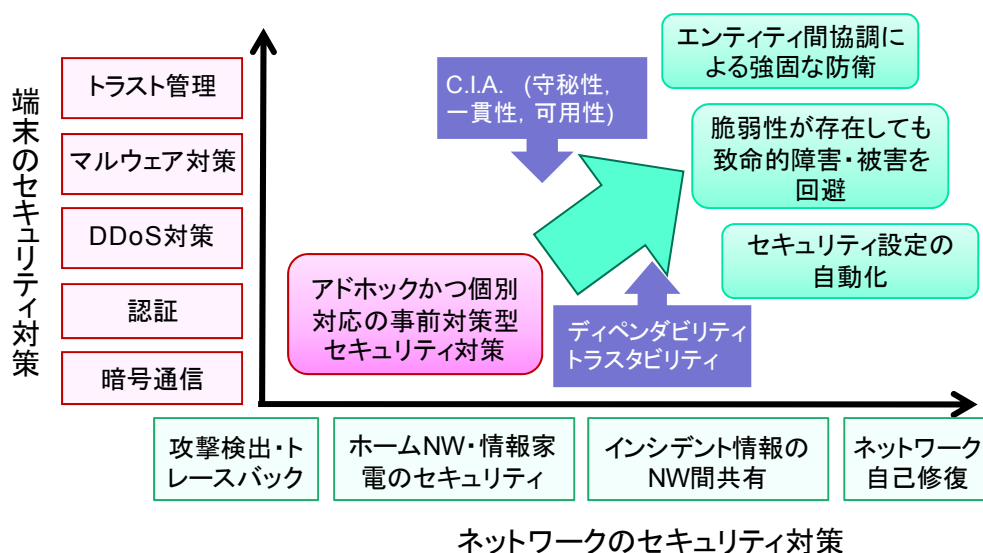 端末のセキュリティ対策
トラスト管理
マルウェア対策
DDoS対策
認証
暗号通信
C.I.A. (守秘性,
一貫性, 可用性)
エンティティ間協調に
よる強固な防衛
脆弱性が存在しても
致命的障害・被害を
回避
セキュリティ設定の
自動化
アドホックかつ個別
対応の事前対策型
セキュリティ対策
ディペンダビリティ
トラスタビリティ
攻撃検出・ト
レースバック
ホームNW・情報家
電のセキュリティ
インシデント情報の
NW間共有
ネットワーク
自己修復
ネットワークのセキュリティ対策